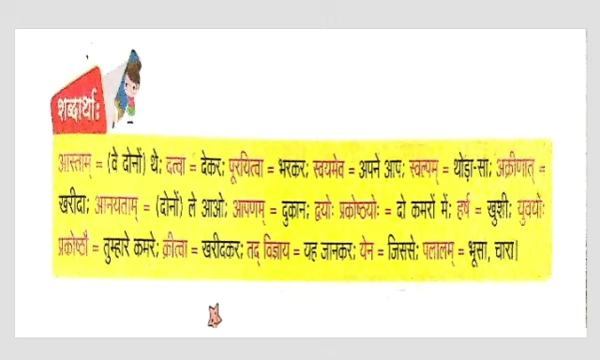 शब्दार्थाः
आस्ताम् = (वे दोनों) थे; दत्वा = देकर; पूरयित्वा = भरकर; स्वयमेव = अपने आप; स्वल्पम् = थोड़ा-सा; अक्रीणात् =
खरीदा; आनयताम् = (दोनों) ले आओ; आपणम् = दुकान; द्वयोः प्रकोष्ठयोः = दो कमरों में; हर्ष = खुशी; युवयोः
प्रकोष्ठौ = तुम्हारे कमरे; क्रीत्वा = खरीदकर; तद् विज्ञाय = यह जानकर; येन = जिससे; पलालम् = भूसा, चारा|